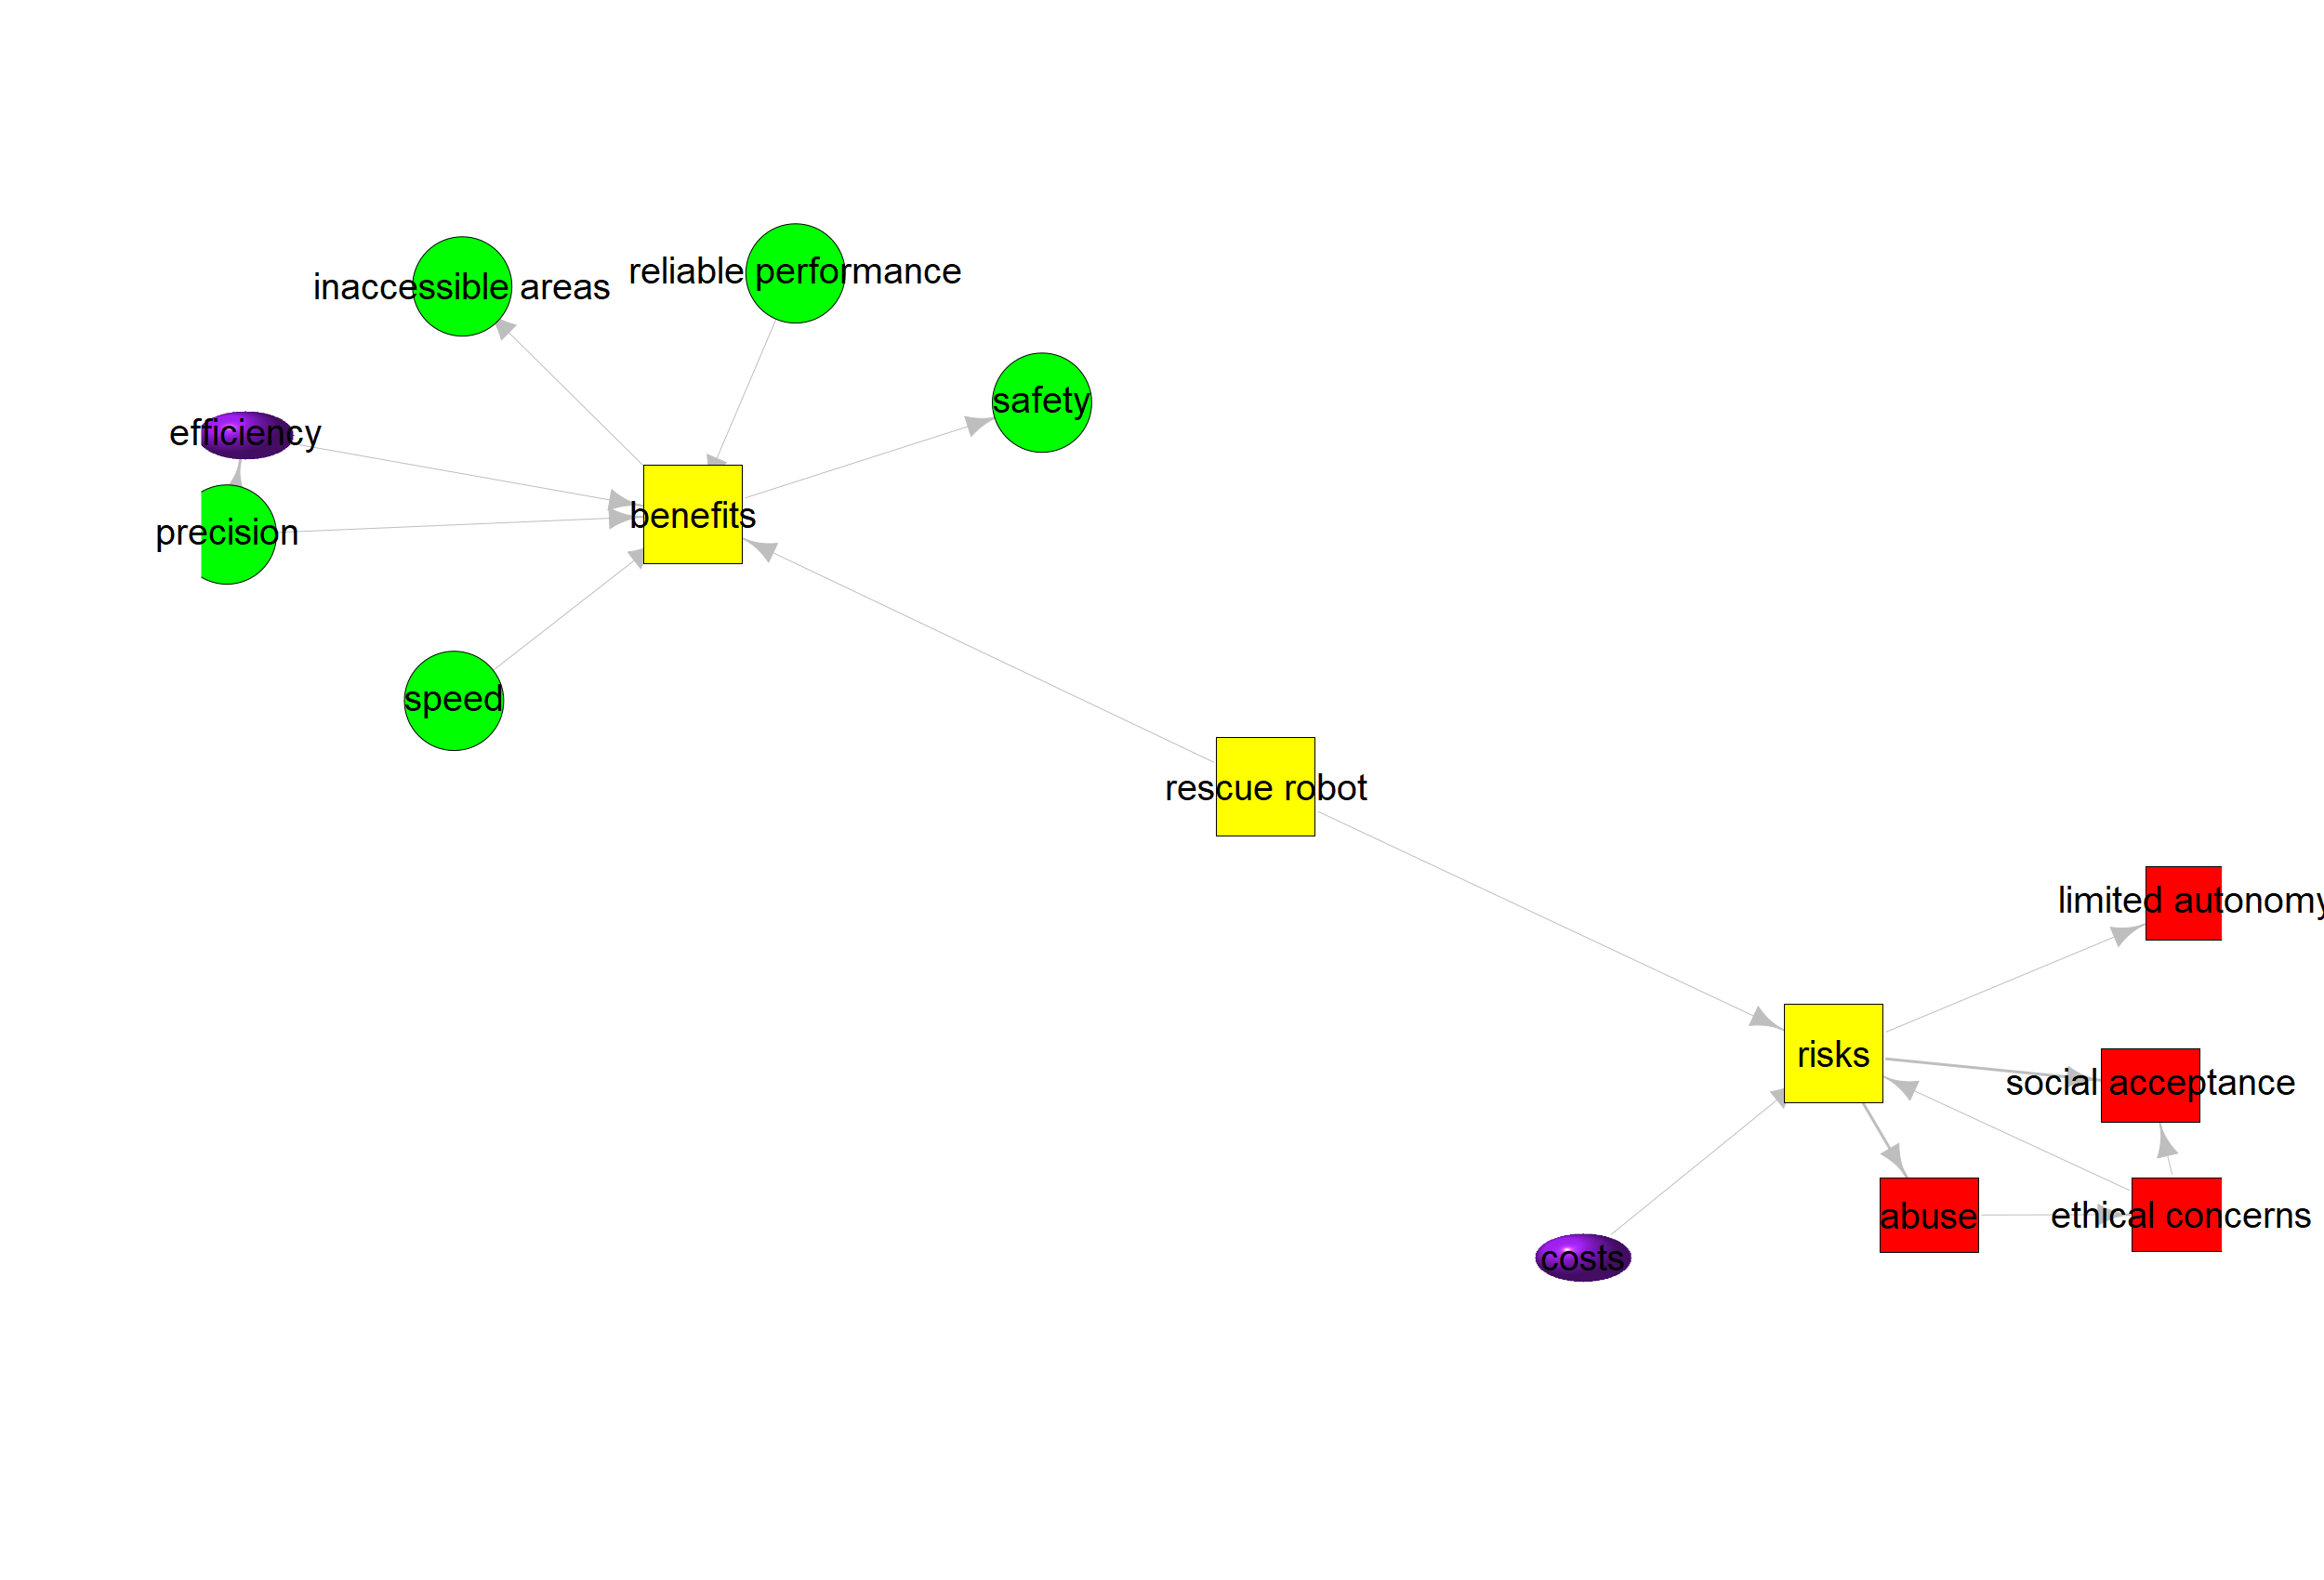 inaccessible areas
reliable performance
safety
efficiency
precision
benefits
speed
rescue robot
limited autonomy
risks
social acceptance
abuse
ethical concerns
costs